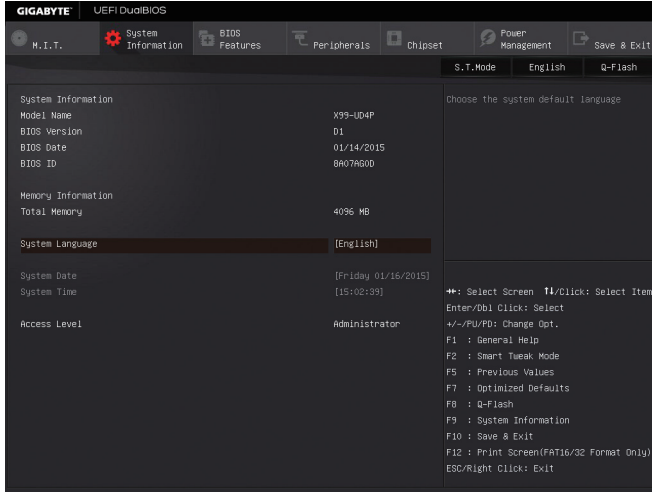 GIGABYTE™ UEFI DualBIOS
M.I.T. System Information BIOS Features Peripherals Chipset Power Management Save & Exit
S.T.Mode English Q-Flash
System Information
Model Name X99-UD4P
BIOS Version D1
BIOS Date 01/14/2015
BIOS ID 8A07AG0D
Memory Information
Total Memory 4096 MB
System Language [English]
System Date [Friday 01/16/2015]
System Time [15:02:39]
Access Level Administrator
Choose the system default language
→←: Select Screen ↑↓/Click: Select Item
Enter/Dbl Click: Select
+/-/PU/PD: Change Opt.
F1 : General Help
F2 : Smart Tweak Mode
F5 : Previous Values
F7 : Optimized Defaults
F8 : Q-Flash
F9 : System Information
F10 : Save & Exit
F12 : Print Screen(FAT16/32 Format Only)
ESC/Right Click: Exit